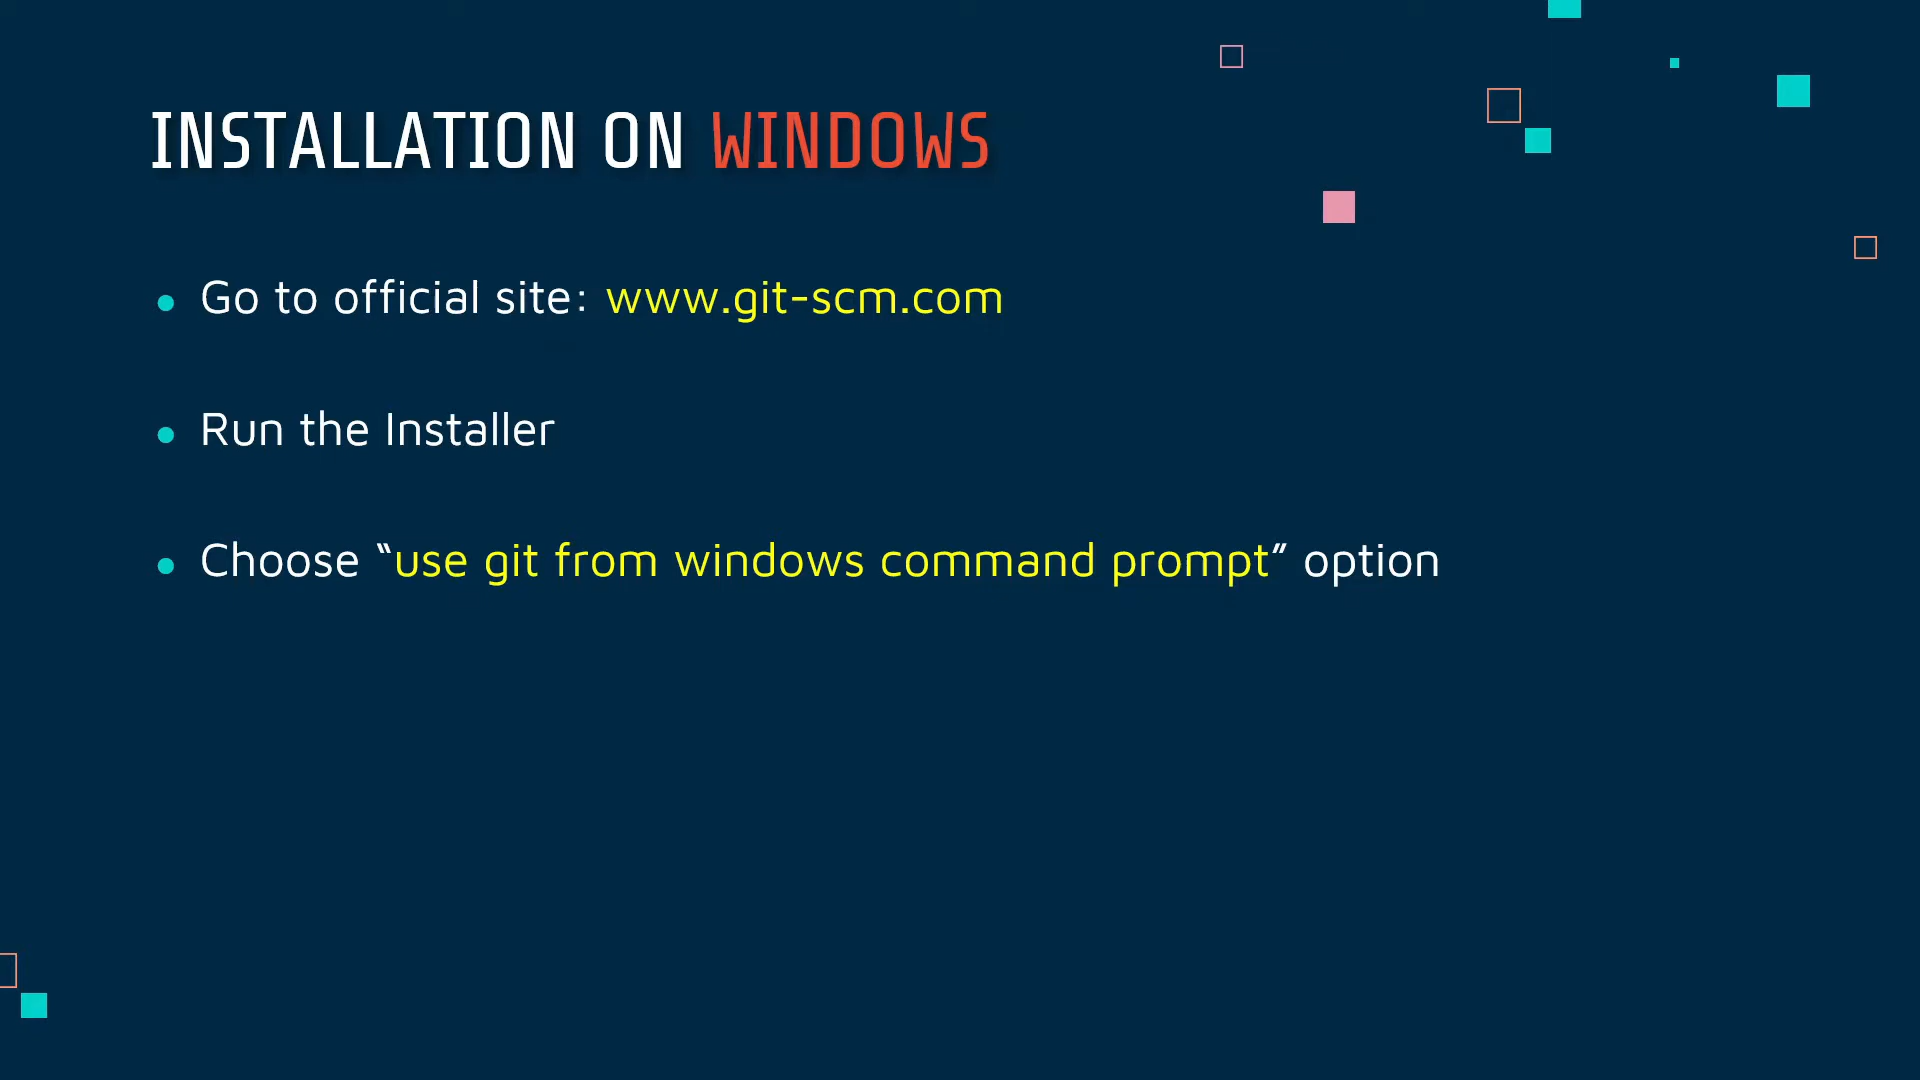 INSTALLATION ON WINDOWS
• Go to official site: www.git-scm.com
• Run the Installer
• Choose “use git from windows command prompt” option